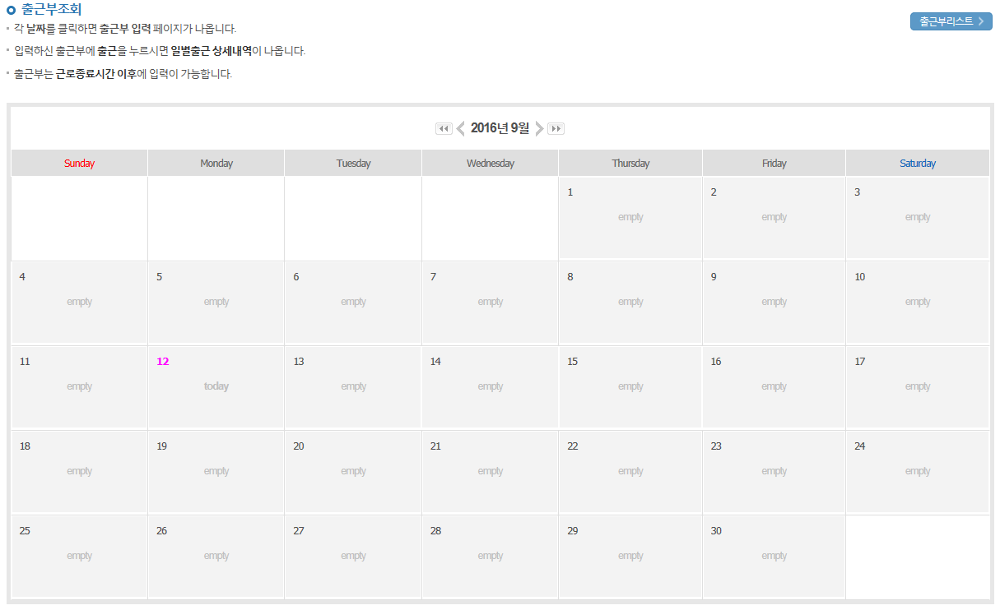 출근부조회
각 날짜를 클릭하면 출근부 입력 페이지가 나옵니다.
출근부리스트
입력하신 출근부에 출근을 누르시면 일별출근 상세내역이 나옵니다.
출근부는 근로종료시간 이후에 입력이 가능합니다.
2016년 9월
Sunday Monday Tuesday Wednesday Thursday Friday Saturday
1 2 3
empty empty empty
4 5 6 7 8 9 10
empty empty empty empty empty empty empty
11 12 13 14 15 16 17
empty today empty empty empty empty empty
18 19 20 21 22 23 24
empty empty empty empty empty empty empty
25 26 27 28 29 30
empty empty empty empty empty empty